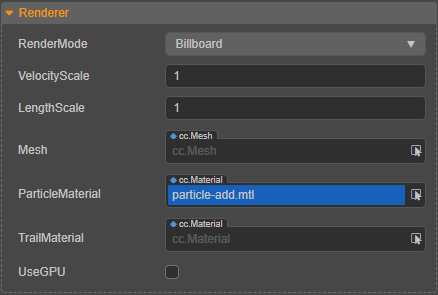 Renderer
RenderMode Billboard
VelocityScale 1
LengthScale 1
cc.Mesh
Mesh cc.Mesh
cc.Material
ParticleMaterial particle-add.mtl
cc.Material
TrailMaterial cc.Material
UseGPU